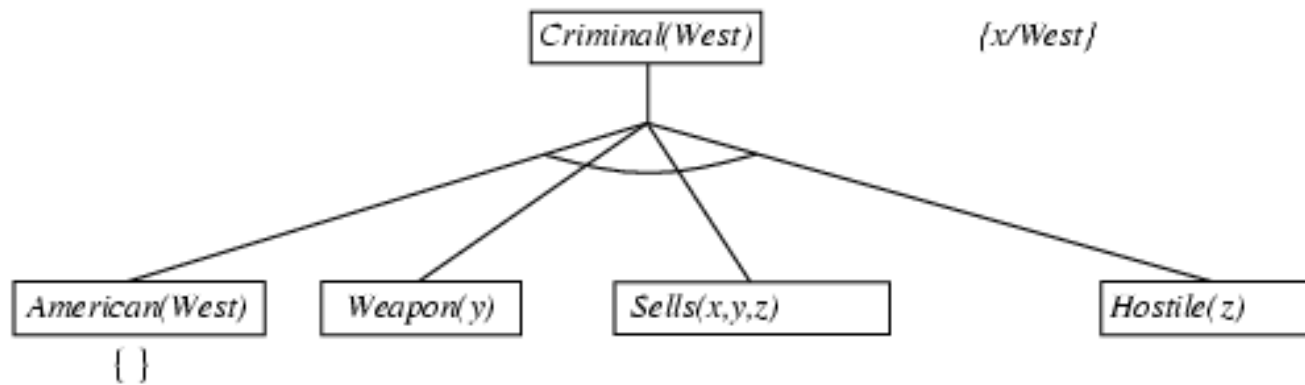 Criminal(West) {x/West}
American(West) Weapon(y) Sells(x,y,z) Hostile(z)
{ }